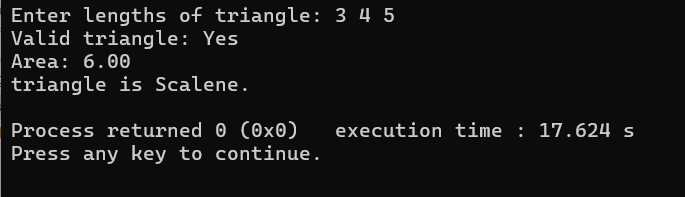 Enter lengths of triangle: 3 4 5
Valid triangle: Yes
Area: 6.00
triangle is Scalene.
Process returned 0 (0x0)   execution time : 17.624 s
Press any key to continue.